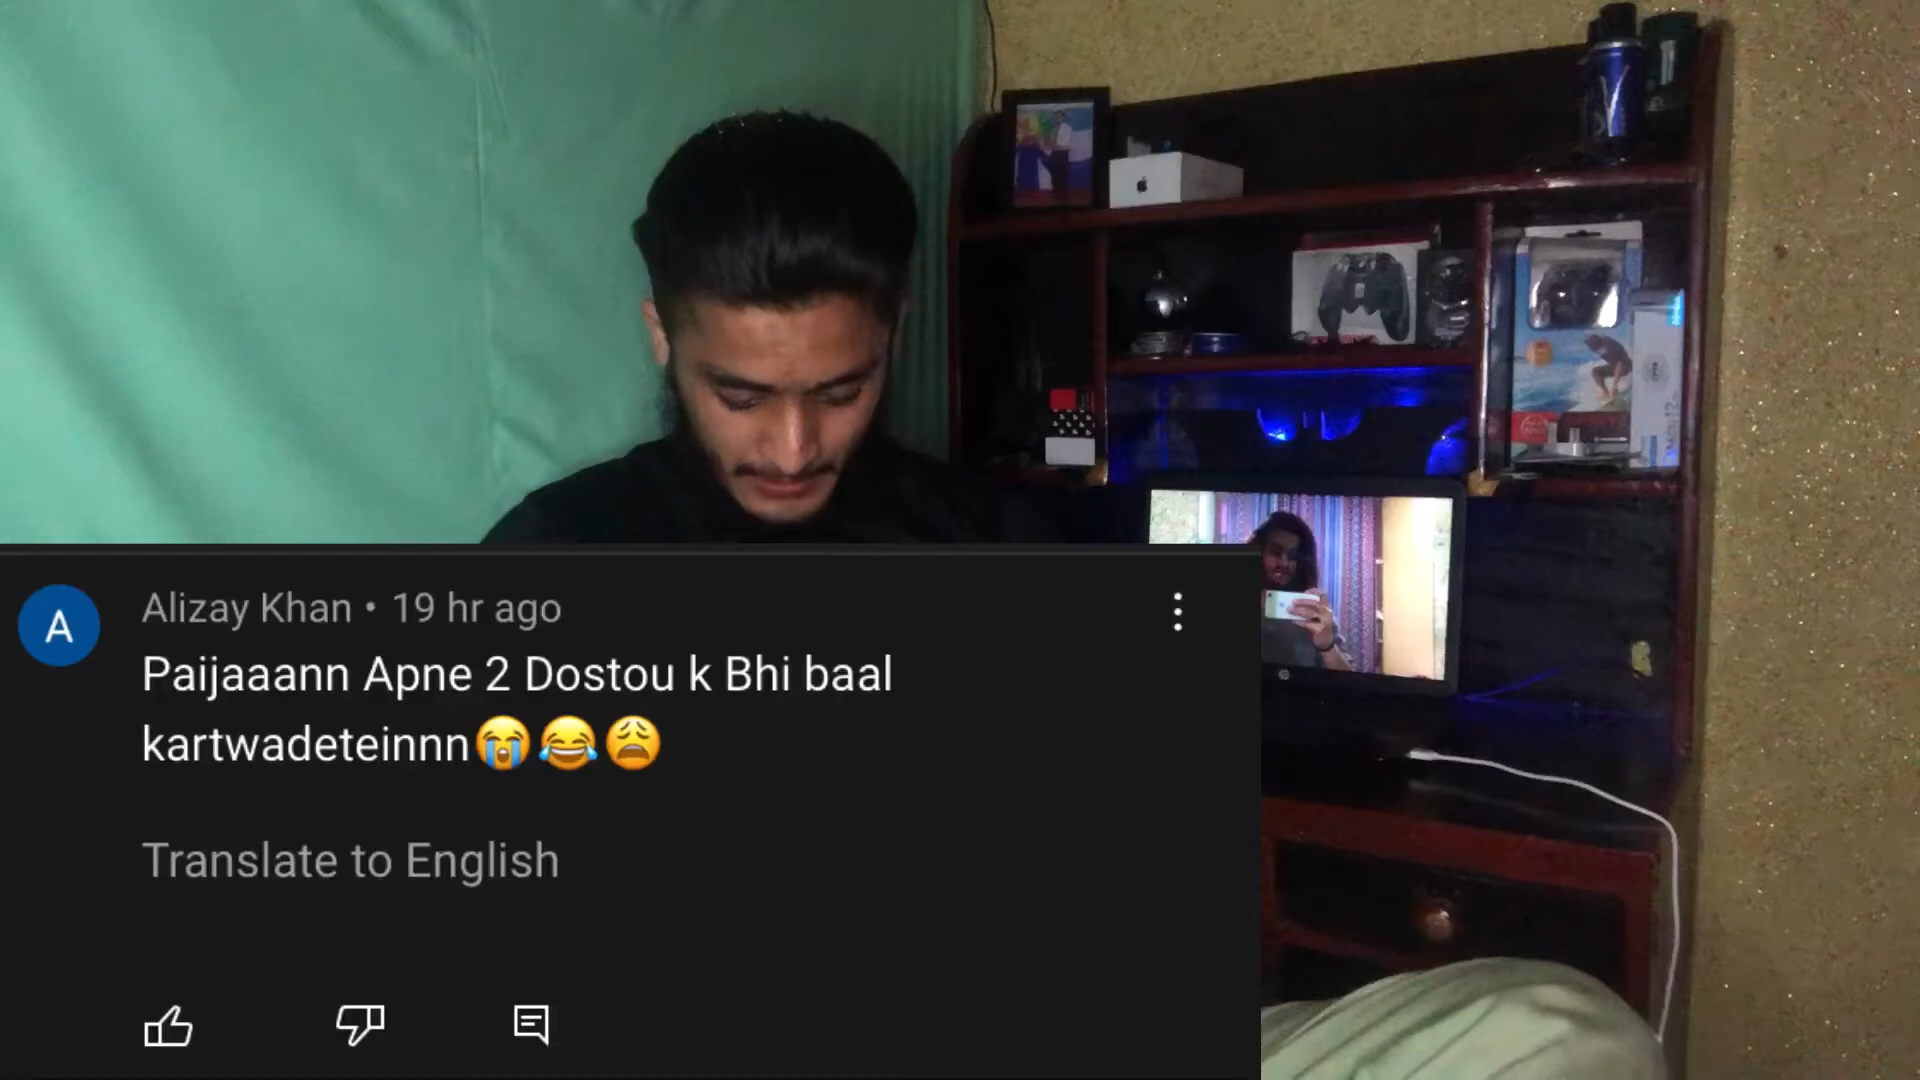 A
Alizay Khan • 19 hr ago
Paijaaann Apne 2 Dostou k Bhi baal
kartwadeteinnn😭😂😩
Translate to English